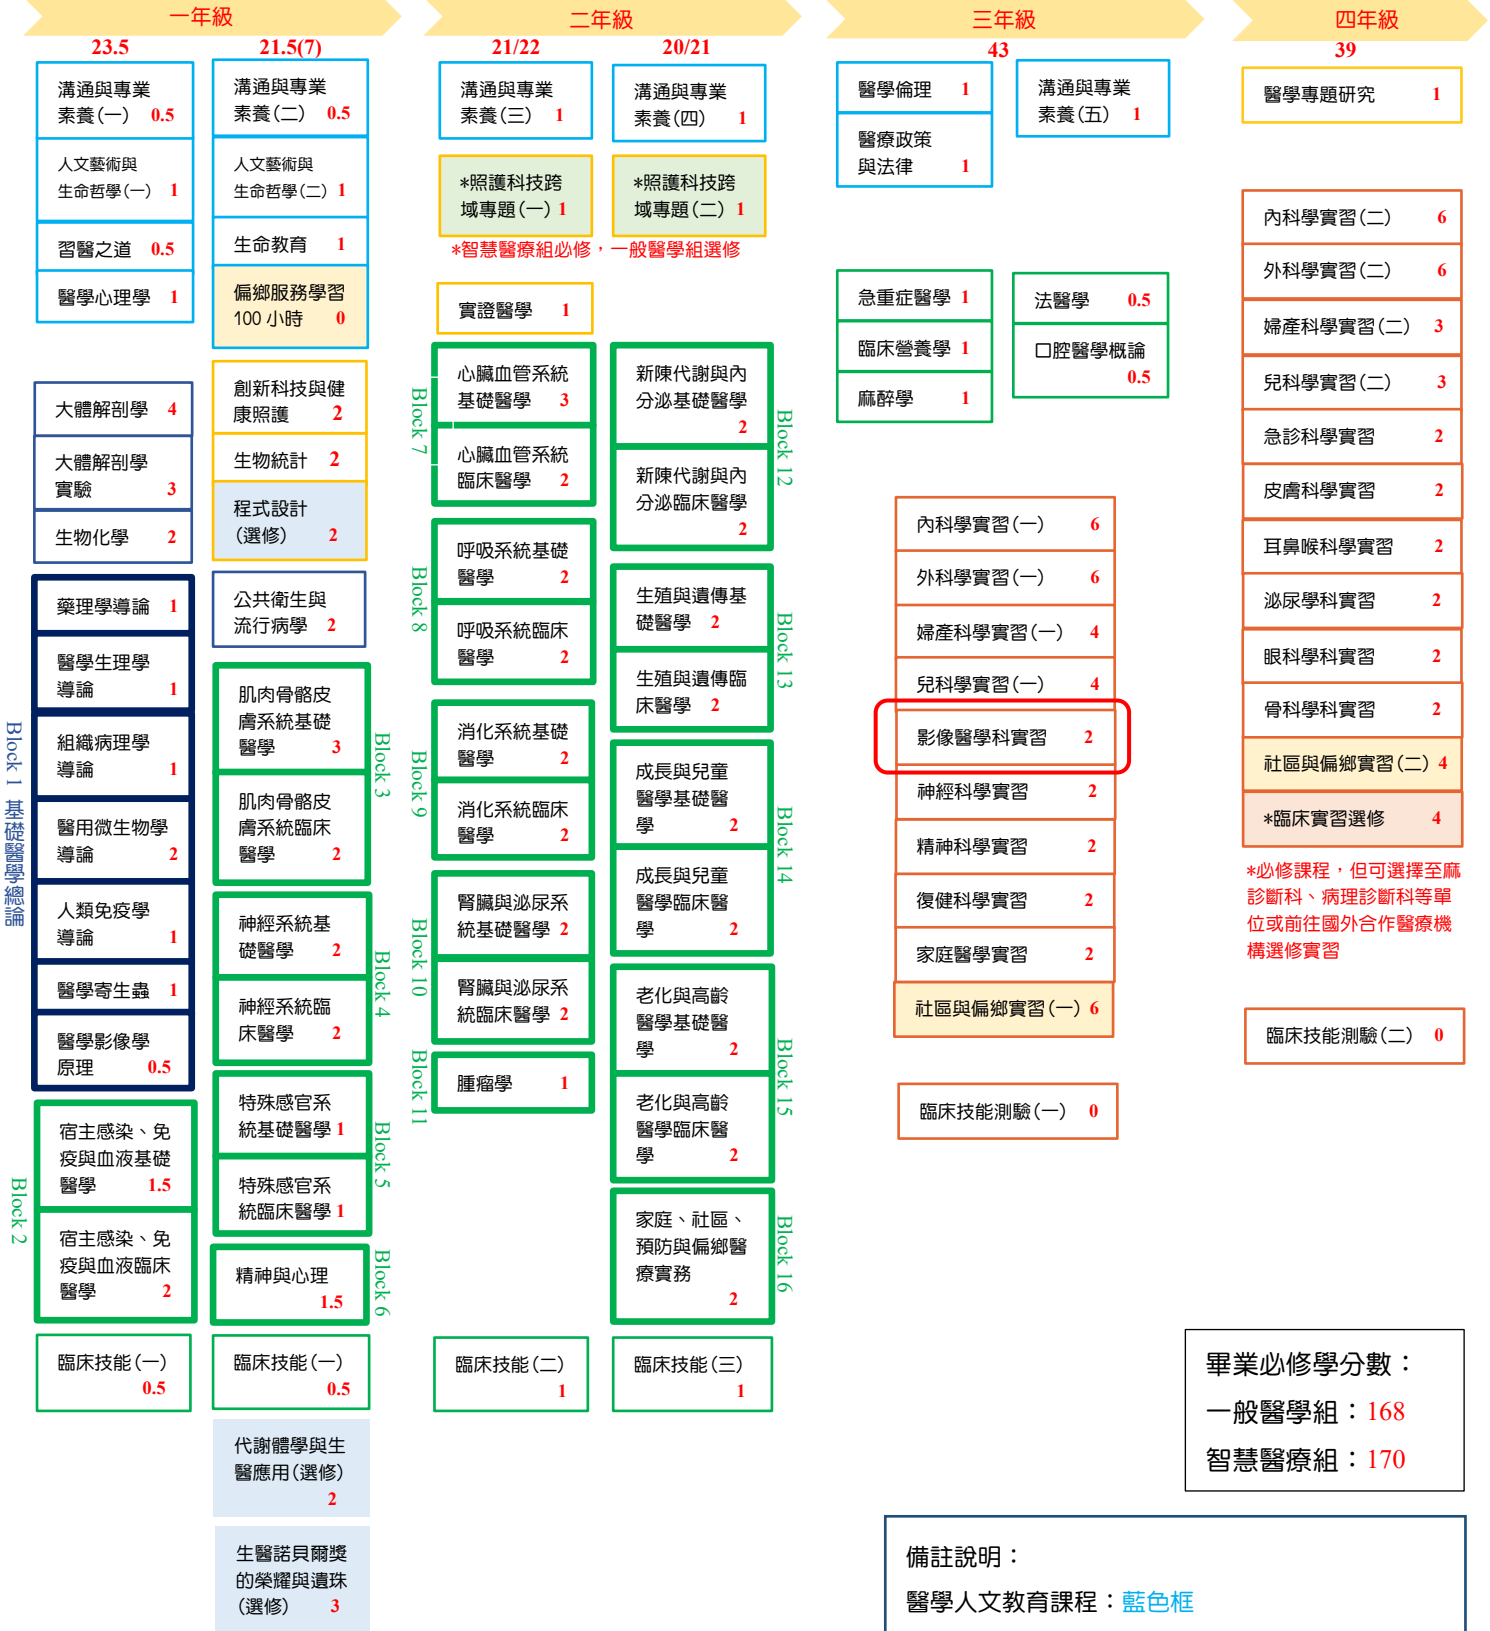 一年級
23.5
21.5(7)
溝通與專業
素養(一) 0.5
人文藝術與
生命哲學(一) 1
習醫之道 0.5
醫學心理學 1
大體解剖學 4
大體解剖學
實驗 3
生物化學 2
Block 1 基礎醫學總論
藥理學導論 1
醫學生理學
導論 1
組織病理學
導論 1
醫用微生物學
導論 2
人類免疫學
導論 1
醫學寄生蟲 1
醫學影像學
原理 0.5
Block 2
宿主感染、免
疫與血液基礎
醫學 1.5
宿主感染、免
疫與血液臨床
醫學 2
臨床技能(一)
0.5
溝通與專業
素養(二) 0.5
人文藝術與
生命哲學(二) 1
生命教育 1
偏鄉服務學習
100 小時 0
創新科技與健
康照護 2
生物統計 2
程式設計
(選修) 2
公共衛生與
流行病學 2
肌肉骨骼皮
膚系統基礎
醫學 3
肌肉骨骼皮
膚系統臨床
醫學 2
Block 3
神經系統基
礎醫學 2
神經系統臨
床醫學 2
Block 4
特殊感官系
統基礎醫學 1
特殊感官系
統臨床醫學 1
Block 5
精神與心理
1.5
Block 6
臨床技能(一)
0.5
代謝體學與生
醫應用(選修)
2
生醫諾貝爾獎
的榮耀與遺珠
(選修) 3
二年級
21/22
20/21
溝通與專業
素養(三) 1
*照護科技跨
域專題(一) 1
溝通與專業
素養(四) 1
*照護科技跨
域專題(二) 1
*智慧醫療組必修，一般醫學組選修
實證醫學 1
Block 7
心臟血管系統
基礎醫學 3
心臟血管系統
臨床醫學 2
Block 8
呼吸系統基礎
醫學 2
呼吸系統臨床
醫學 2
Block 9
消化系統基礎
醫學 2
消化系統臨床
醫學 2
Block 10
腎臟與泌尿系
統基礎醫學 2
腎臟與泌尿系
統臨床醫學 2
Block 11
腫瘤學 1
臨床技能(二)
1
新陳代謝與內
分泌基礎醫學
2
新陳代謝與內
分泌臨床醫學
2
Block 12
生殖與遺傳基
礎醫學 2
生殖與遺傳臨
床醫學 2
Block 13
成長與兒童
醫學基礎醫
學 2
成長與兒童
醫學臨床醫
學 2
Block 14
老化與高齡
醫學基礎醫
學 2
老化與高齡
醫學臨床醫
學 2
Block 15
家庭、社區、
預防與偏鄉醫
療實務
2
Block 16
臨床技能(三)
1
三年級
43
醫學倫理 1
醫療政策
與法律 1
溝通與專業
素養(五) 1
急重症醫學 1
臨床營養學 1
麻醉學 1
法醫學 0.5
口腔醫學概論
0.5
內科學實習(一) 6
外科學實習(一) 6
婦產科學實習(一) 4
兒科學實習(一) 4
影像醫學科實習 2
神經科學實習 2
精神科學實習 2
復健科學實習 2
家庭醫學實習 2
社區與偏鄉實習(一) 6
臨床技能測驗(一) 0
四年級
39
醫學專題研究 1
內科學實習(二) 6
外科學實習(二) 6
婦產科學實習(二) 3
兒科學實習(二) 3
急診科學實習 2
皮膚科學實習 2
耳鼻喉科學實習 2
泌尿學科實習 2
眼科學科實習 2
骨科學科實習 2
社區與偏鄉實習(二) 4
*臨床實習選修 4
*必修課程，但可選擇至麻
診斷科、病理診斷科等單
位或前往國外合作醫療機
構選修實習
臨床技能測驗(二) 0
畢業必修學分數：
一般醫學組：168
智慧醫療組：170
備註說明：
醫學人文教育課程：藍色框